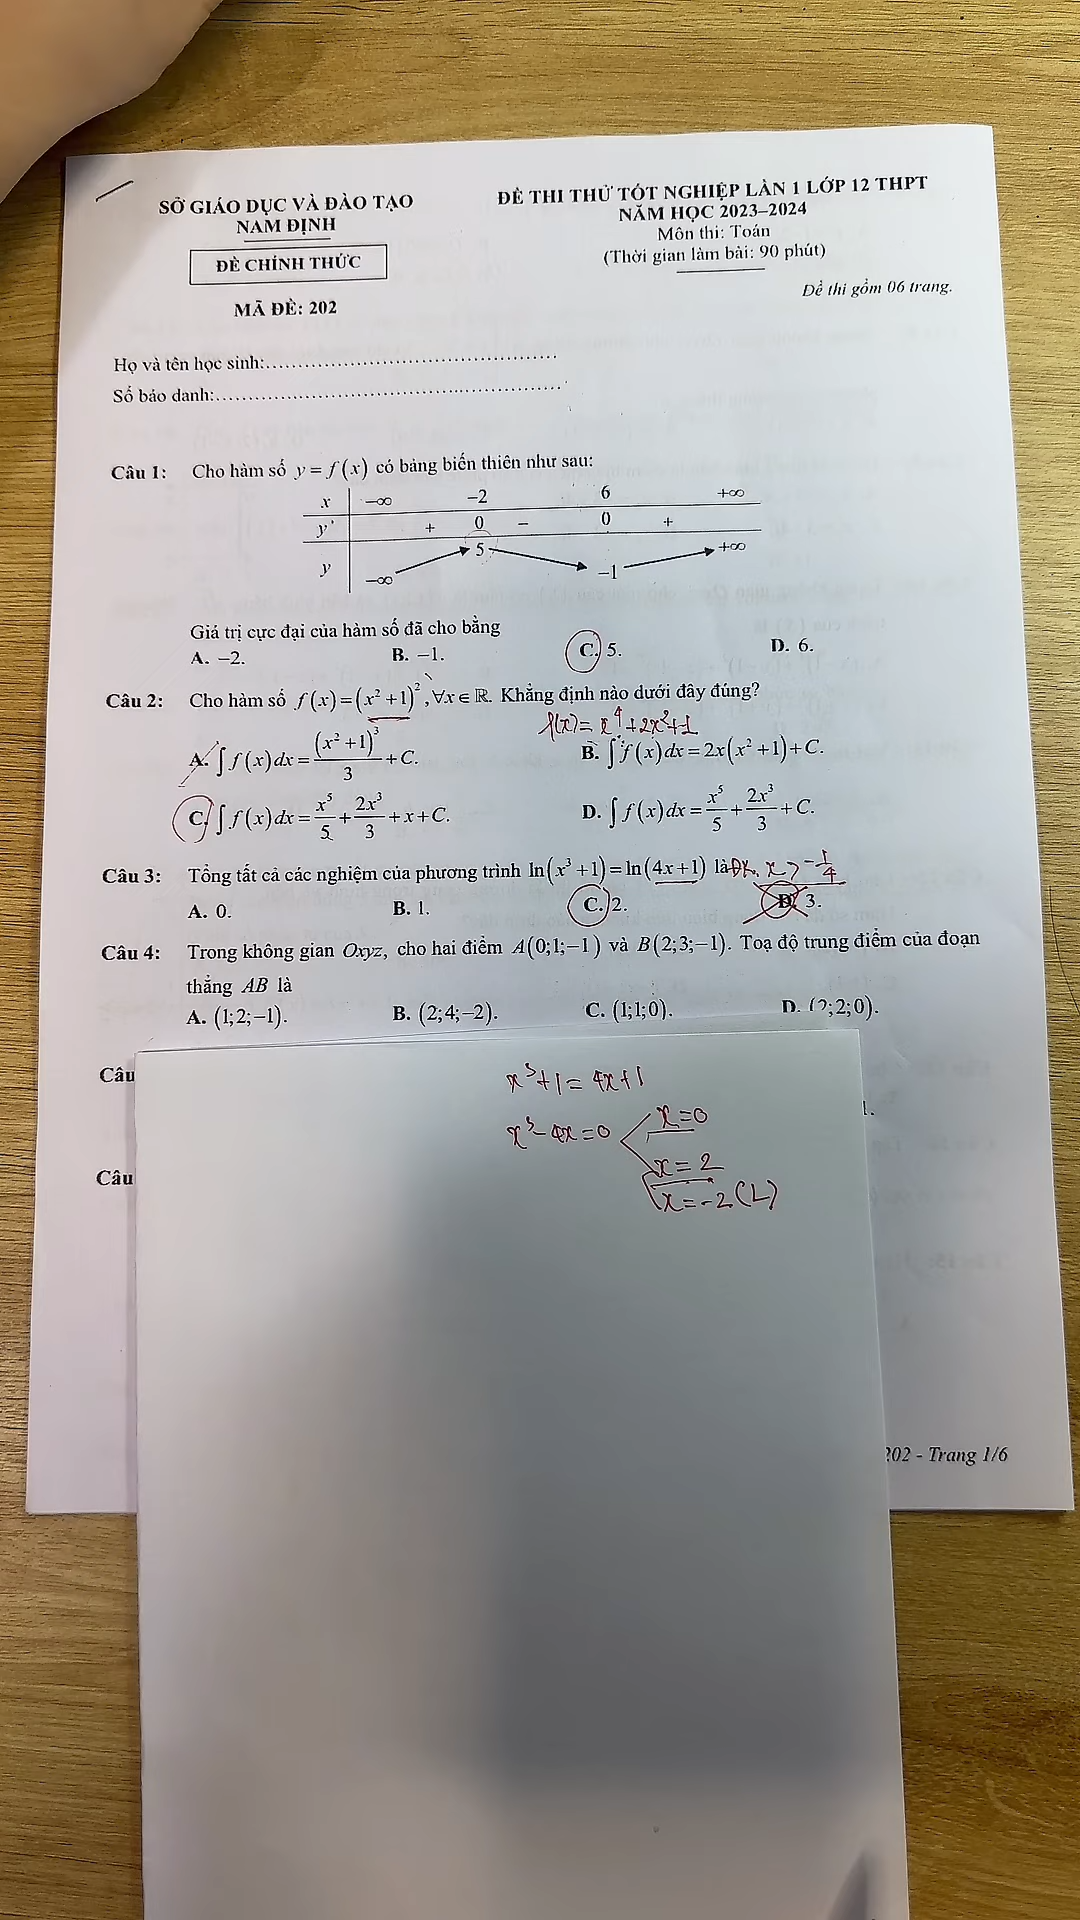 SỞ GIÁO DỤC VÀ ĐÀO TẠO
NAM ĐỊNH
ĐỀ CHÍNH THỨC
MÃ ĐỀ: 202
ĐỀ THI THỬ TỐT NGHIỆP LẦN 1 LỚP 12 THPT
NĂM HỌC 2023–2024
Môn thi: Toán
(Thời gian làm bài: 90 phút)
Đề thi gồm 06 trang.
Họ và tên học sinh:.............................................
Số báo danh:......................................................
Câu 1: Cho hàm số y = f(x) có bảng biến thiên như sau:
x −∞ −2 6 +∞
y' + 0 − 0 +
y −∞ 5 −1 +∞
Giá trị cực đại của hàm số đã cho bằng
A. −2. B. −1. C. 5. D. 6.
Câu 2: Cho hàm số f(x) = (x² + 1)², ∀x ∈ ℝ. Khẳng định nào dưới đây đúng?
f(x) = x⁴ + 2x² + 1
A. ∫ f(x)dx = (x² + 1)³/3 + C. B. ∫ f(x)dx = 2x(x² + 1) + C.
C. ∫ f(x)dx = x⁵/5 + 2x³/3 + x + C. D. ∫ f(x)dx = x⁵/5 + 2x³/3 + C.
Câu 3: Tổng tất cả các nghiệm của phương trình ln(x³ + 1) = ln(4x + 1) là ĐK. x > −1/4
A. 0. B. 1. C. 2. D. 3.
Câu 4: Trong không gian Oxyz, cho hai điểm A(0;1;−1) và B(2;3;−1). Toạ độ trung điểm của đoạn
thẳng AB là
A. (1;2;−1). B. (2;4;−2). C. (1;1;0). D. (2;2;0).
Câu
x³ + 1 = 4x + 1
x³ − 4x = 0
x = 0
x = 2
x = −2 (L)
1.
Câu
202 - Trang 1/6